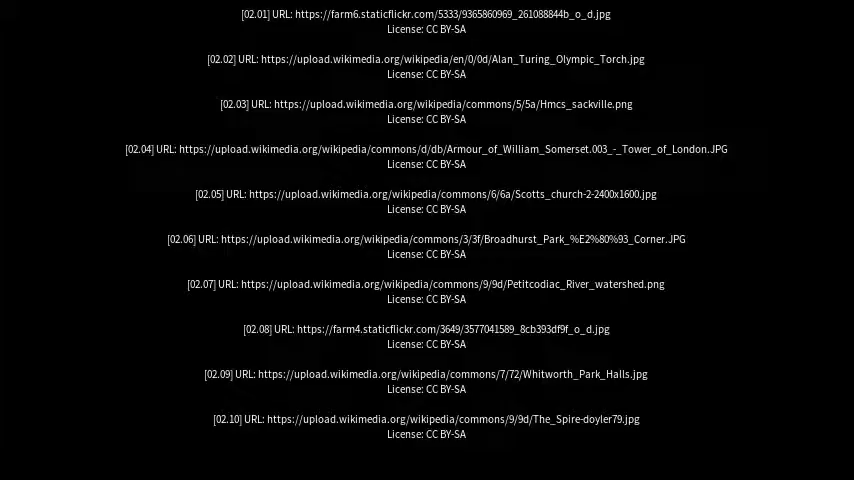 [02.01] URL: https://farm6.staticflickr.com/5333/9365860969_261088844b_o_d.jpg
License: CC BY-SA
[02.02] URL: https://upload.wikimedia.org/wikipedia/en/0/0d/Alan_Turing_Olympic_Torch.jpg
License: CC BY-SA
[02.03] URL: https://upload.wikimedia.org/wikipedia/commons/5/5a/Hmcs_sackville.png
License: CC BY-SA
[02.04] URL: https://upload.wikimedia.org/wikipedia/commons/d/db/Armour_of_William_Somerset.003_-_Tower_of_London.JPG
License: CC BY-SA
[02.05] URL: https://upload.wikimedia.org/wikipedia/commons/6/6a/Scotts_church-2-2400x1600.jpg
License: CC BY-SA
[02.06] URL: https://upload.wikimedia.org/wikipedia/commons/3/3f/Broadhurst_Park_%E2%80%93_Corner.JPG
License: CC BY-SA
[02.07] URL: https://upload.wikimedia.org/wikipedia/commons/9/9d/Petitcodiac_River_watershed.png
License: CC BY-SA
[02.08] URL: https://farm4.staticflickr.com/3649/3577041589_8cb393df9f_o_d.jpg
License: CC BY-SA
[02.09] URL: https://upload.wikimedia.org/wikipedia/commons/7/72/Whitworth_Park_Halls.jpg
License: CC BY-SA
[02.10] URL: https://upload.wikimedia.org/wikipedia/commons/9/9d/The_Spire-doyler79.jpg
License: CC BY-SA